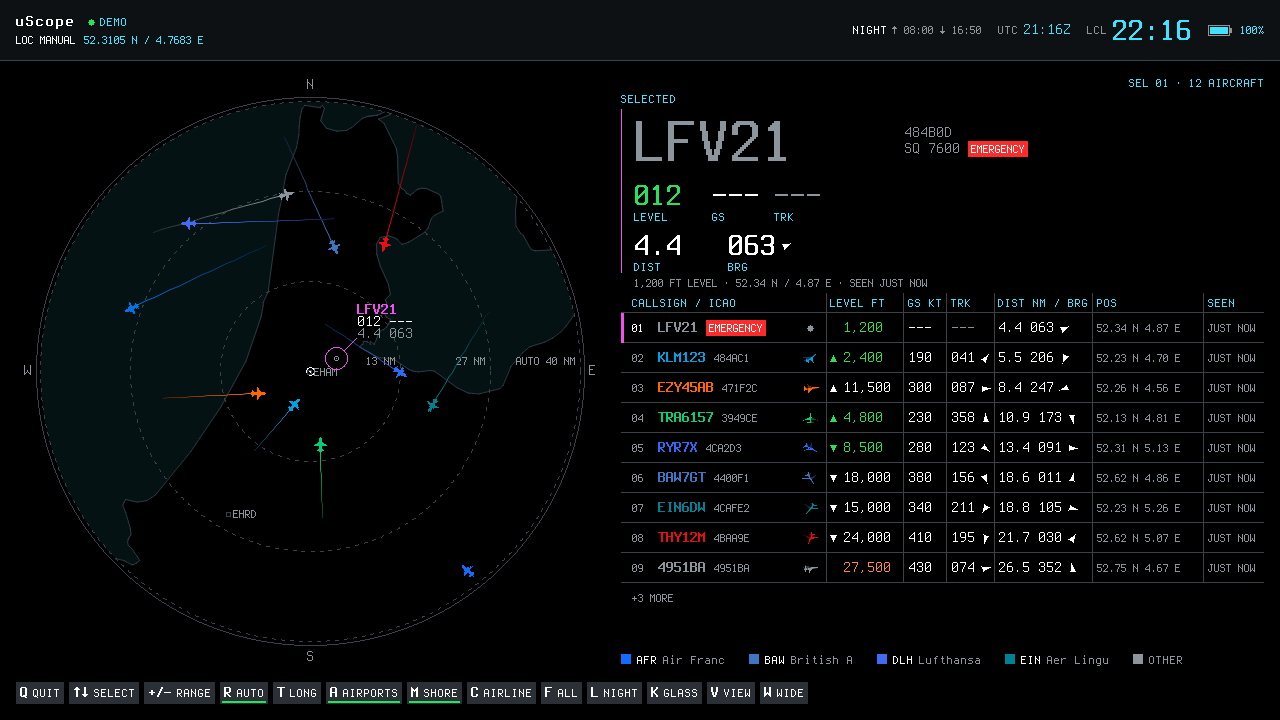 uScope DEMO
LOC MANUAL 52.3105 N / 4.7683 E
NIGHT ↑ 08:00 ↓ 16:50 UTC 21:16Z LCL 22:16 100%
SEL 01 · 12 AIRCRAFT
SELECTED
LFV21
484B0D
SQ 7600 EMERGENCY
012 --- ---
LEVEL GS TRK
4.4 063
DIST BRG
1,200 FT LEVEL · 52.34 N / 4.87 E · SEEN JUST NOW
CALLSIGN / ICAO LEVEL FT GS KT TRK DIST NM / BRG POS SEEN
01 LFV21 EMERGENCY 1,200 --- --- 4.4 063 52.34 N 4.87 E JUST NOW
02 KLM123 484AC1 ▲ 2,400 190 041 5.5 206 52.23 N 4.70 E JUST NOW
03 EZY45AB 471F2C ▲ 11,500 300 087 8.4 247 52.26 N 4.56 E JUST NOW
04 TRA6157 3949CE ▲ 4,800 230 358 10.9 173 52.13 N 4.81 E JUST NOW
05 RYR7X 4CA2D3 ▼ 8,500 280 123 13.4 091 52.31 N 5.13 E JUST NOW
06 BAW7GT 4400F1 ▼ 18,000 380 156 18.6 011 52.62 N 4.86 E JUST NOW
07 EIN6DW 4CAFE2 ▼ 15,000 340 211 18.8 105 52.23 N 5.26 E JUST NOW
08 THY12M 4BAA9E ▼ 24,000 410 195 21.7 030 52.62 N 5.07 E JUST NOW
09 4951BA 4951BA 27,500 430 074 26.5 352 52.75 N 4.67 E JUST NOW
+3 MORE
AFR Air Franc BAW British A DLH Lufthansa EIN Aer Lingu OTHER
N
W
E
S
LFV21
012 ---
4.4 063
13 NM 27 NM AUTO 40 NM
EHAM
EHRD
Q QUIT ↑↓ SELECT +/- RANGE R AUTO T LONG A AIRPORTS M SHORE C AIRLINE F ALL L NIGHT K GLASS V VIEW W WIDE